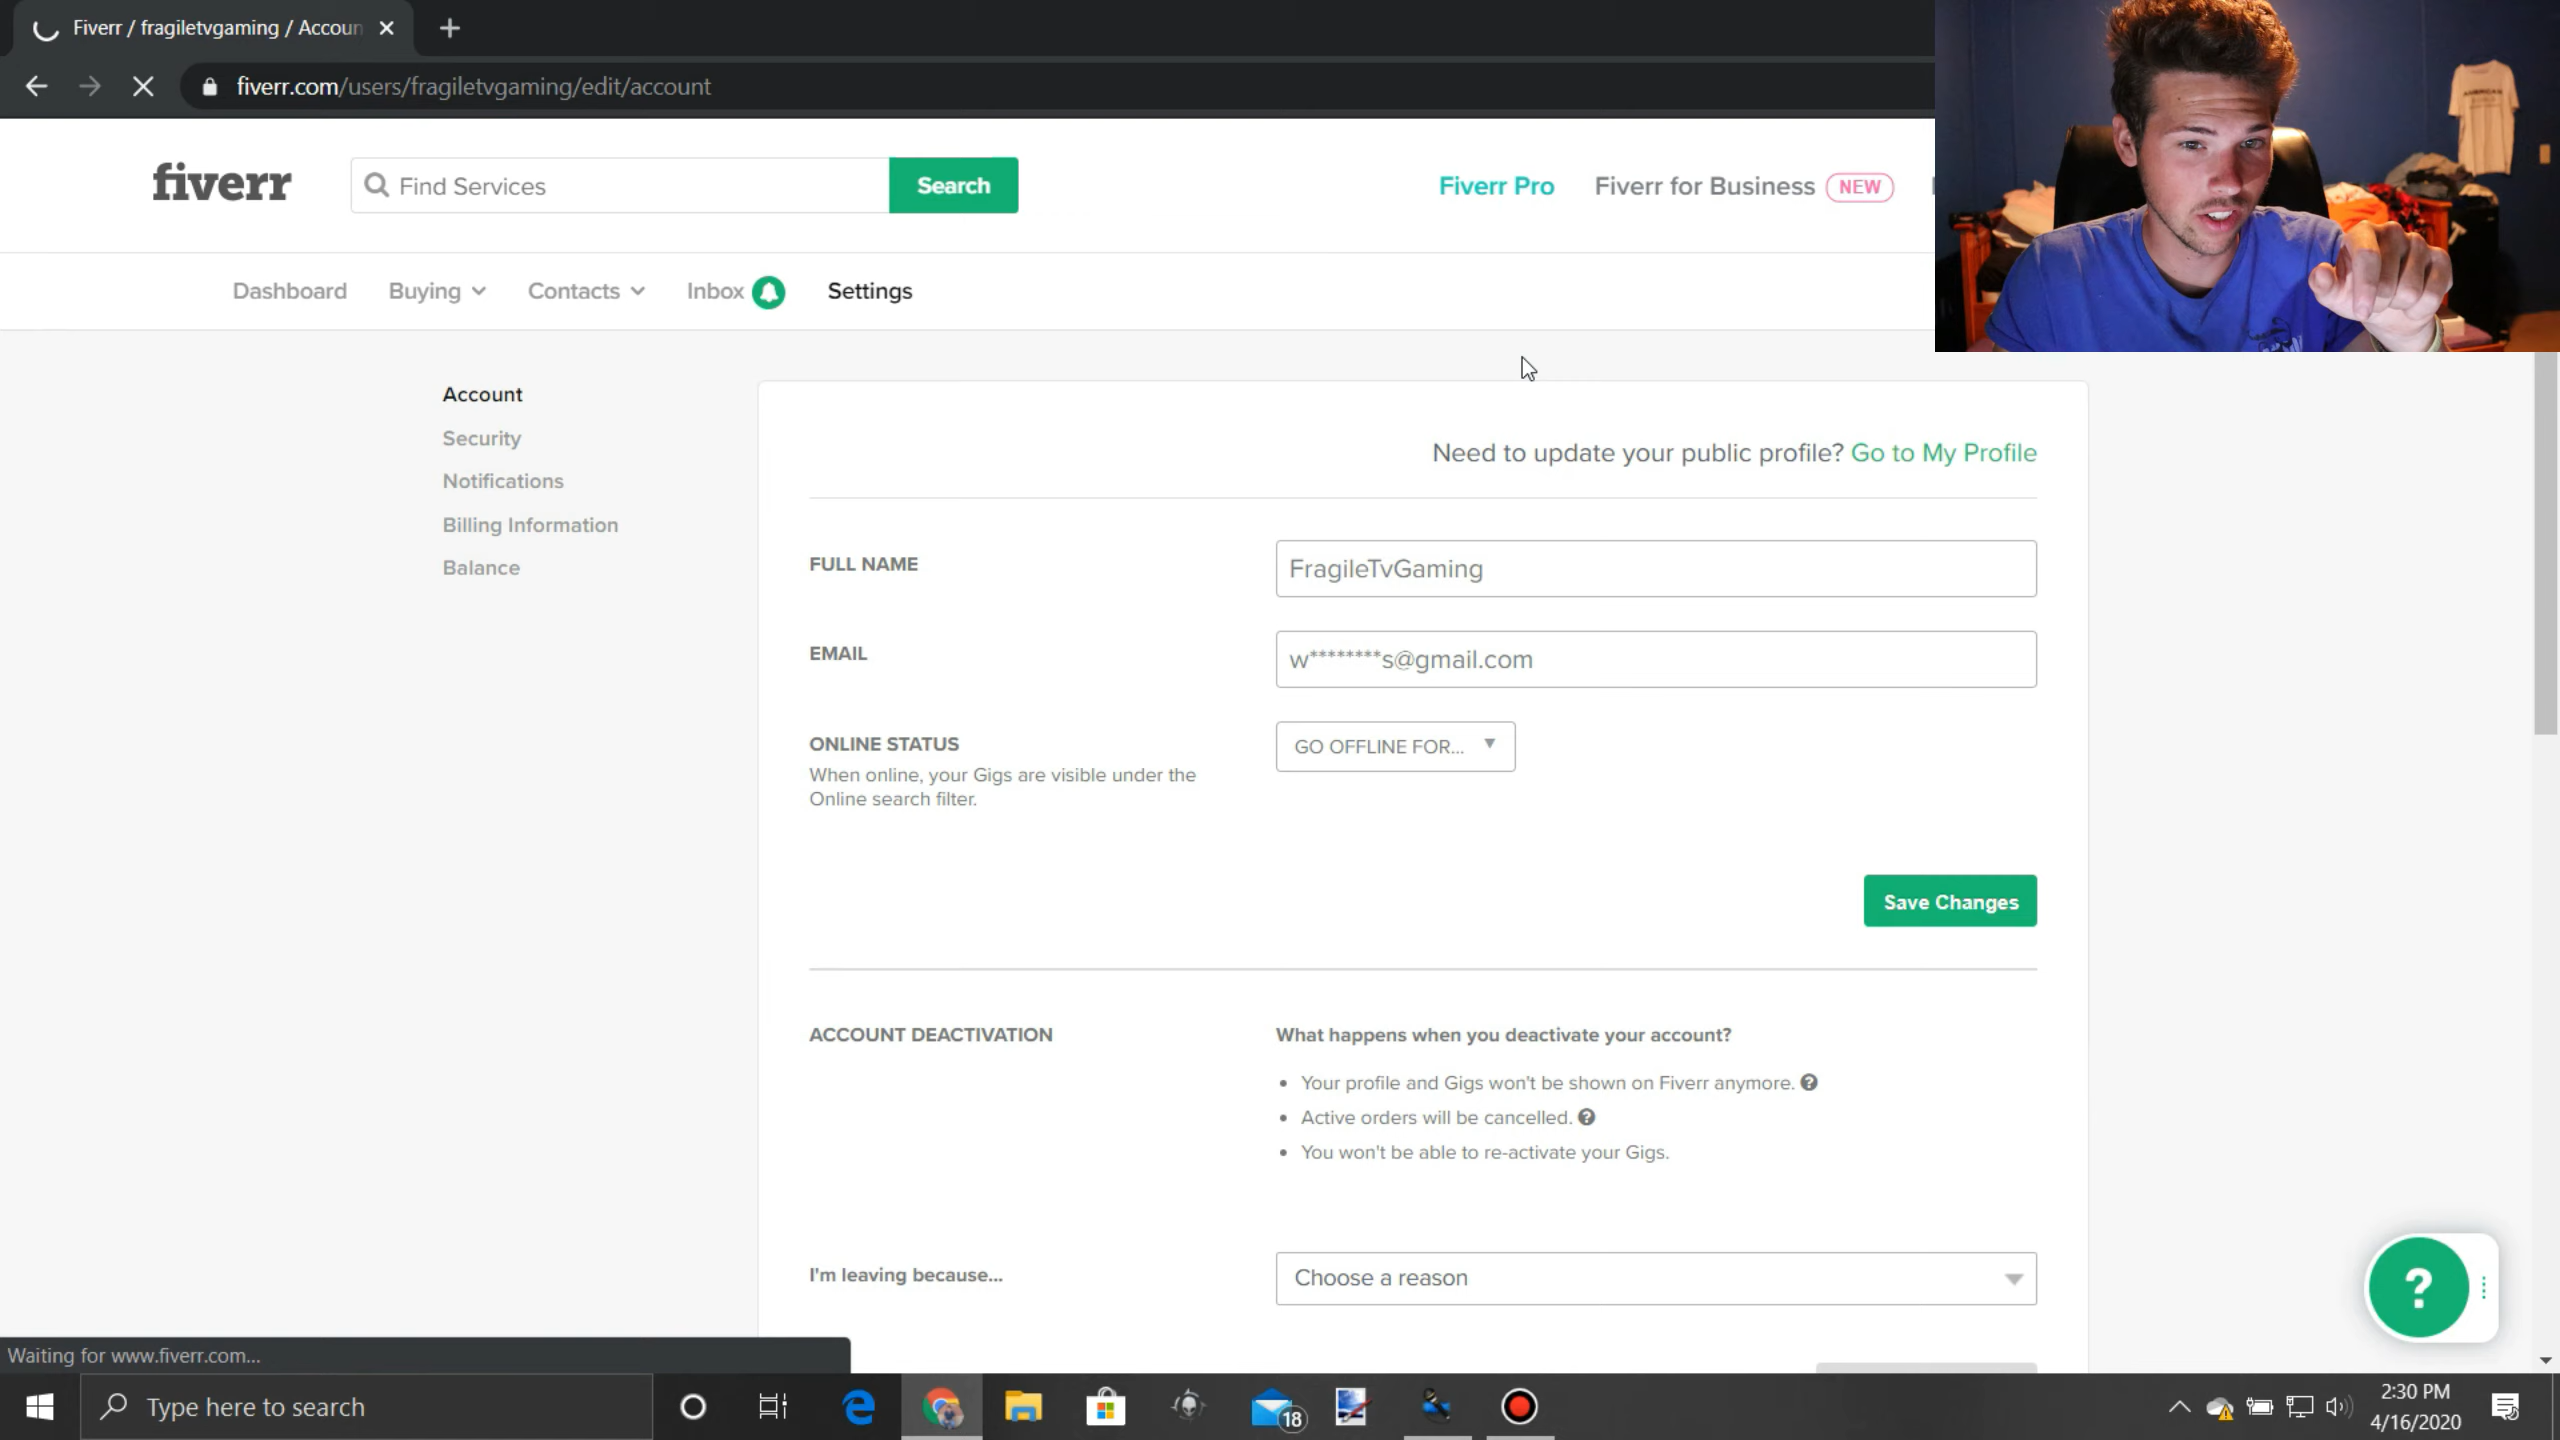 Fiverr / fragiletvgaming / Accoun
fiverr.com/users/fragiletvgaming/edit/account
fiverr
Find Services
Search
Fiverr Pro
Fiverr for Business
NEW
Dashboard
Buying
Contacts
Inbox
Settings
Account
Security
Notifications
Billing Information
Balance
Need to update your public profile? Go to My Profile
FULL NAME
FragileTvGaming
EMAIL
w********s@gmail.com
ONLINE STATUS
When online, your Gigs are visible under the
Online search filter.
GO OFFLINE FOR...
Save Changes
ACCOUNT DEACTIVATION
What happens when you deactivate your account?
• Your profile and Gigs won't be shown on Fiverr anymore. ?
• Active orders will be cancelled. ?
• You won't be able to re-activate your Gigs.
I'm leaving because...
Choose a reason
?
Waiting for www.fiverr.com...
Type here to search
18
2:30 PM
4/16/2020